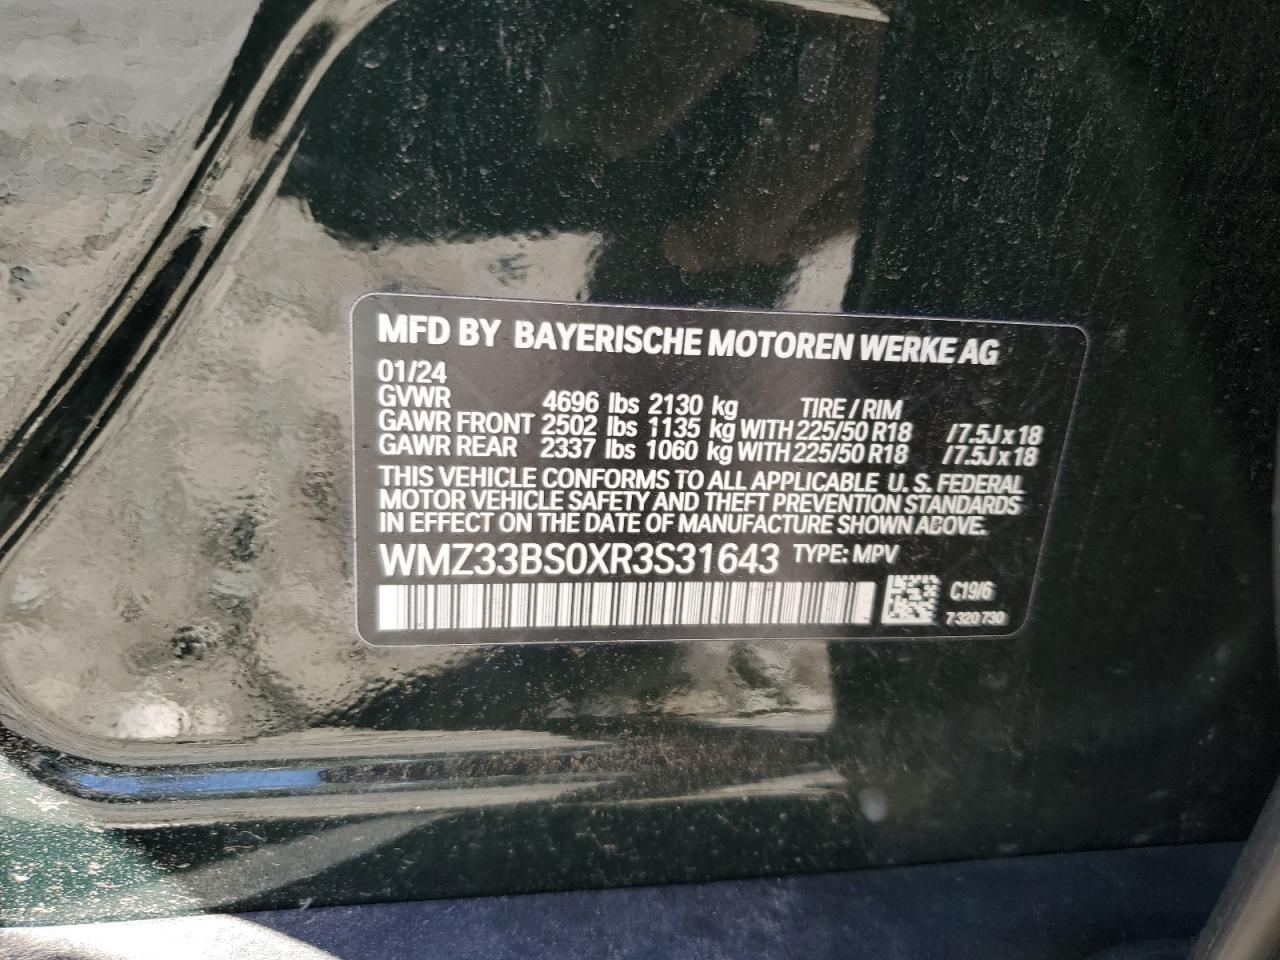 MFD BY BAYERISCHE MOTOREN WERKE AG
01/24
GVWR 4696 lbs 2130 kg TIRE / RIM
GAWR FRONT 2502 lbs 1135 kg WITH 225/50 R18 /7.5J x 18
GAWR REAR 2337 lbs 1060 kg WITH 225/50 R18 /7.5J x 18
THIS VEHICLE CONFORMS TO ALL APPLICABLE U.S. FEDERAL
MOTOR VEHICLE SAFETY AND THEFT PREVENTION STANDARDS
IN EFFECT ON THE DATE OF MANUFACTURE SHOWN ABOVE.
WMZ33BS0XR3S31643 TYPE: MPV
C19/6
7 320 730